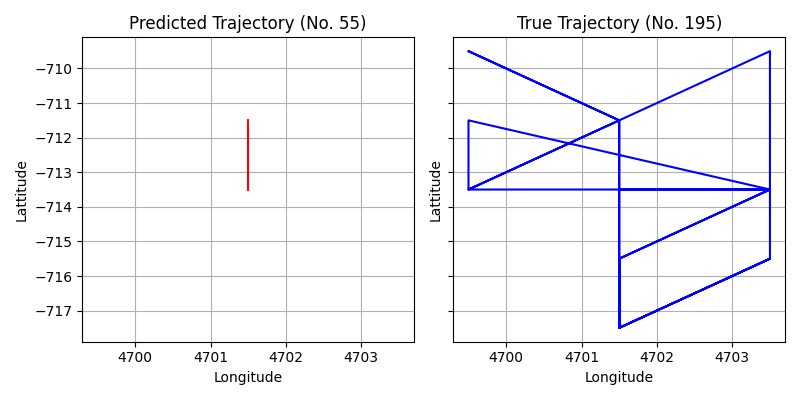 Predicted Trajectory (No. 55)
True Trajectory (No. 195)
−710
−711
−712
−713
−714
−715
−716
−717
Lattitude
Lattitude
4700 4701 4702 4703
4700 4701 4702 4703
Longitude
Longitude